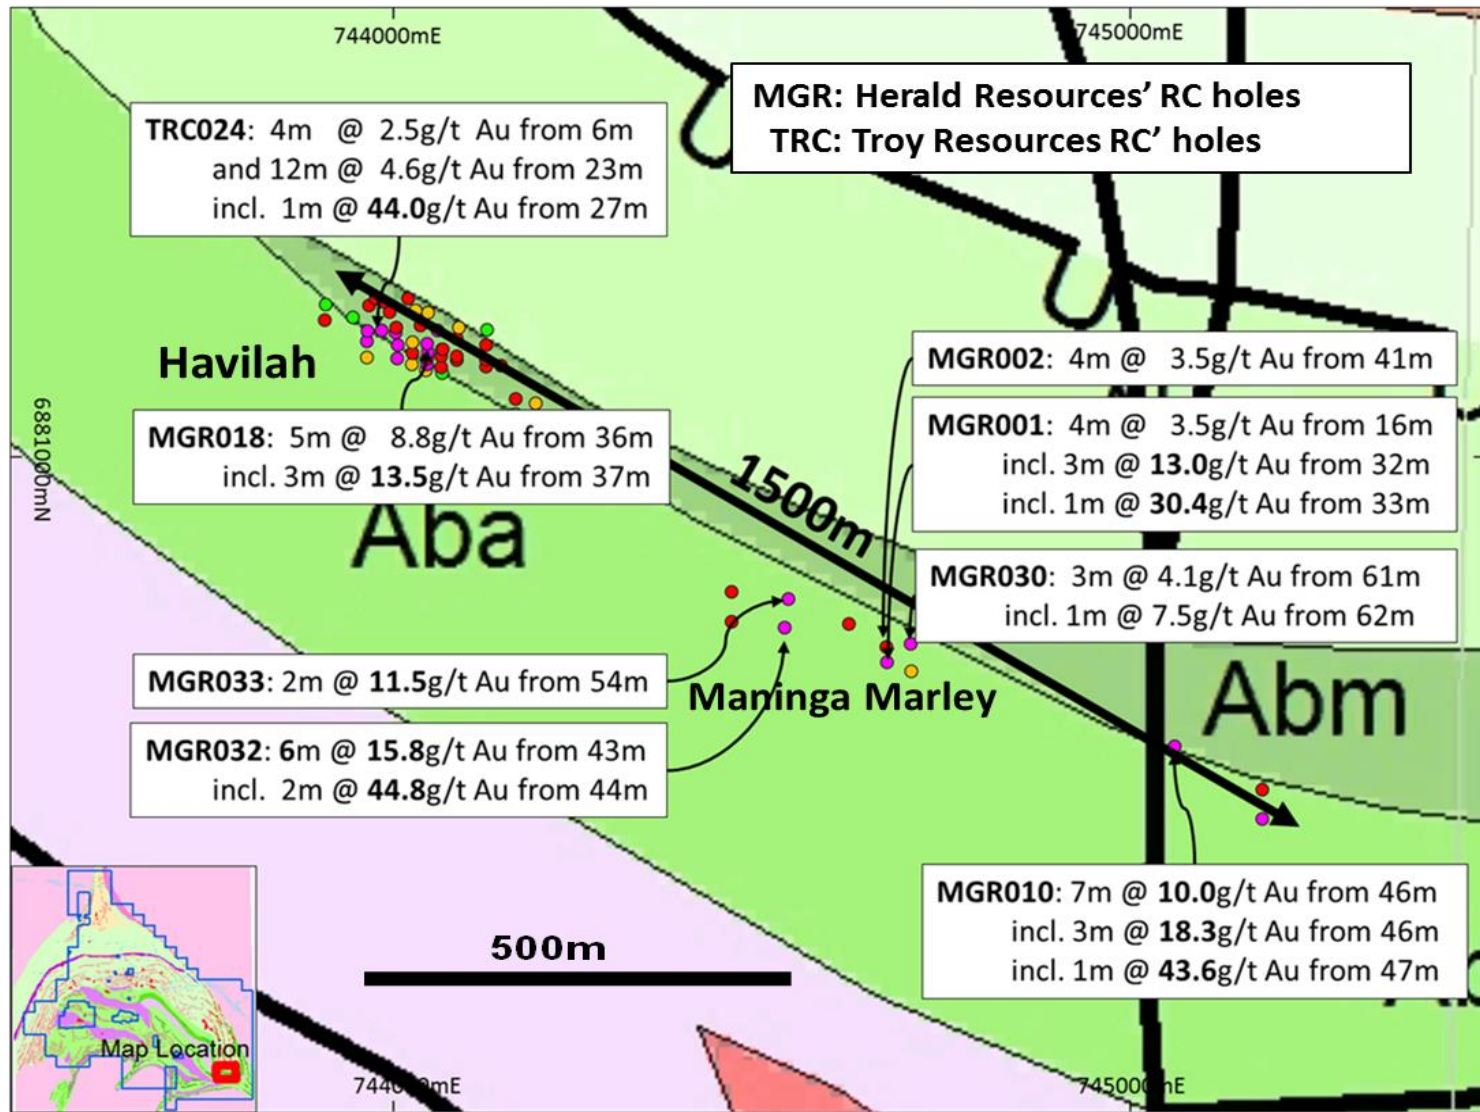 744000mE
745000mE
MGR: Herald Resources’ RC holes
TRC: Troy Resources RC’ holes
TRC024: 4m @ 2.5g/t Au from 6m
and 12m @ 4.6g/t Au from 23m
incl. 1m @ 44.0g/t Au from 27m
Havilah
MGR002: 4m @ 3.5g/t Au from 41m
MGR001: 4m @ 3.5g/t Au from 16m
incl. 3m @ 13.0g/t Au from 32m
incl. 1m @ 30.4g/t Au from 33m
6881000mN
MGR018: 5m @ 8.8g/t Au from 36m
incl. 3m @ 13.5g/t Au from 37m
1500m
Aba
MGR030: 3m @ 4.1g/t Au from 61m
incl. 1m @ 7.5g/t Au from 62m
MGR033: 2m @ 11.5g/t Au from 54m
Maninga Marley
Abm
MGR032: 6m @ 15.8g/t Au from 43m
incl. 2m @ 44.8g/t Au from 44m
MGR010: 7m @ 10.0g/t Au from 46m
incl. 3m @ 18.3g/t Au from 46m
incl. 1m @ 43.6g/t Au from 47m
500m
Map Location
744000mE
745000mE